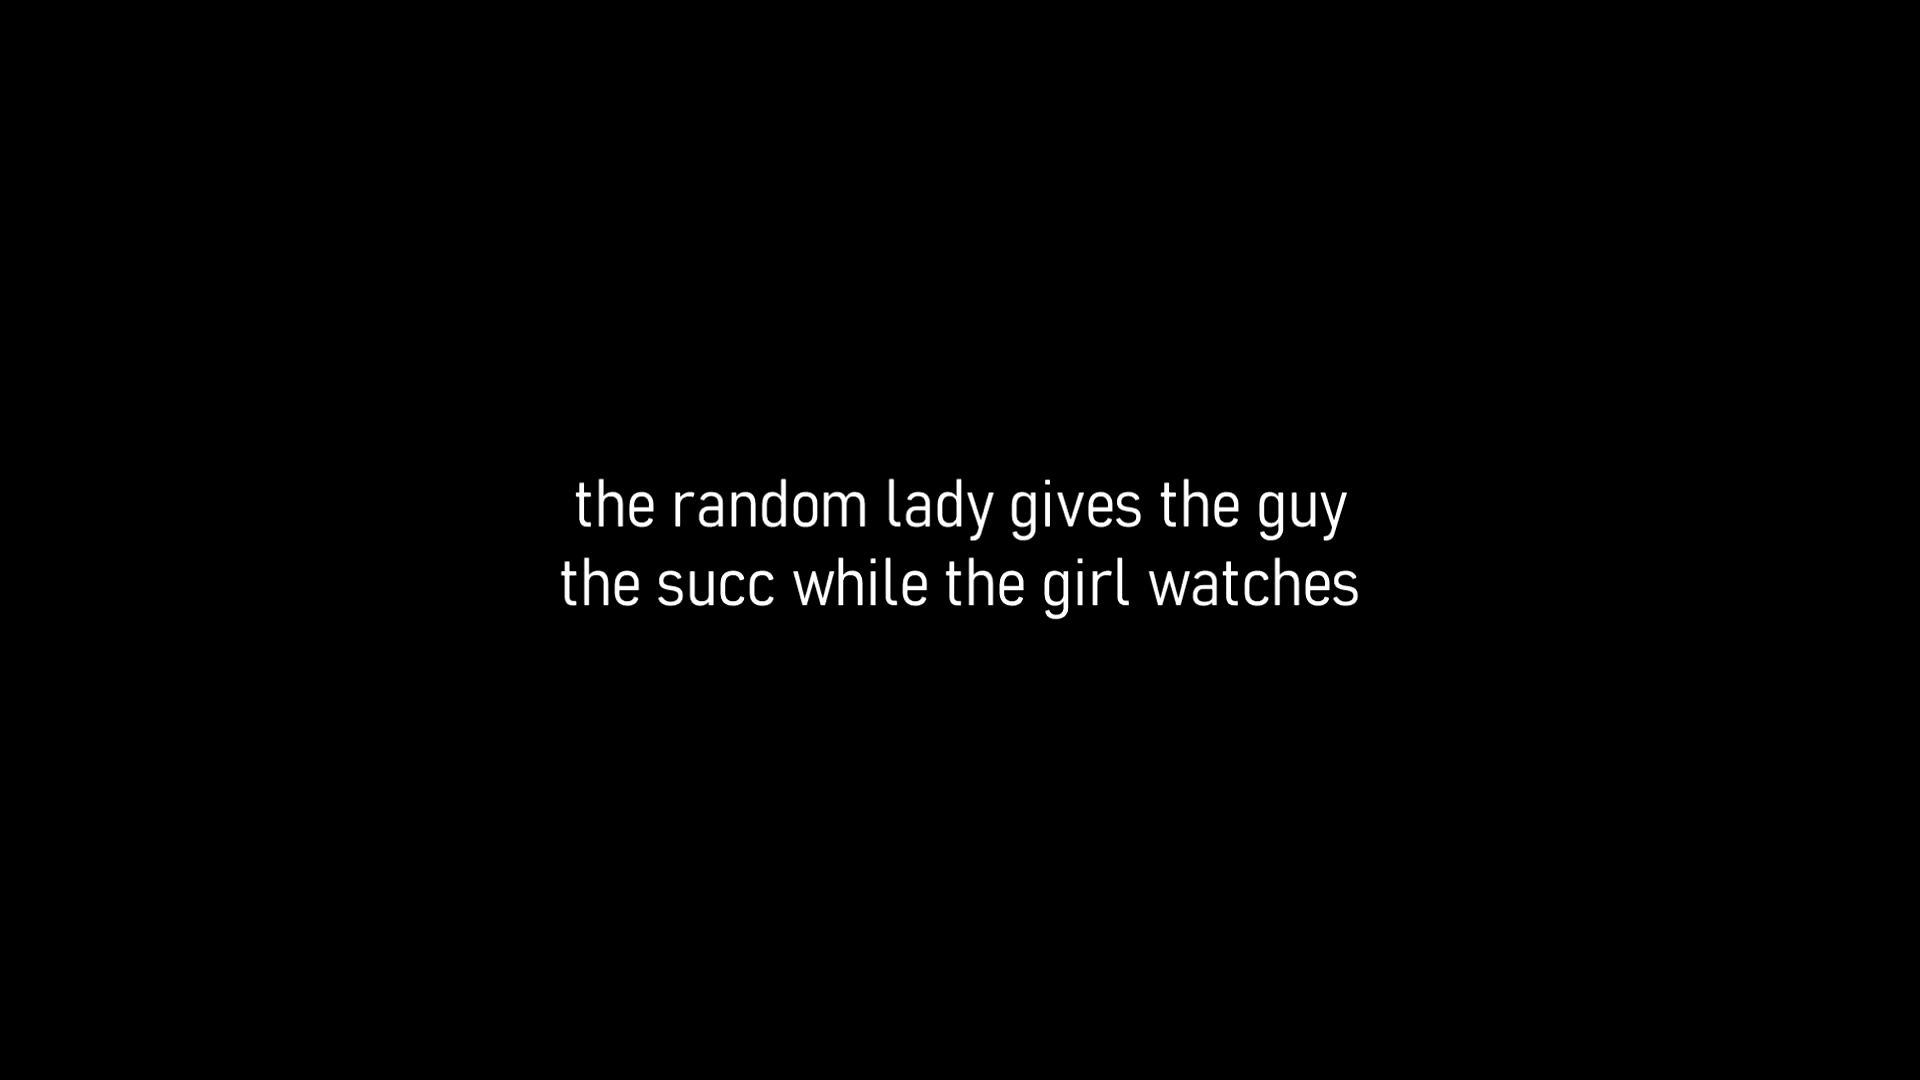 the random lady gives the guy
the succ while the girl watches